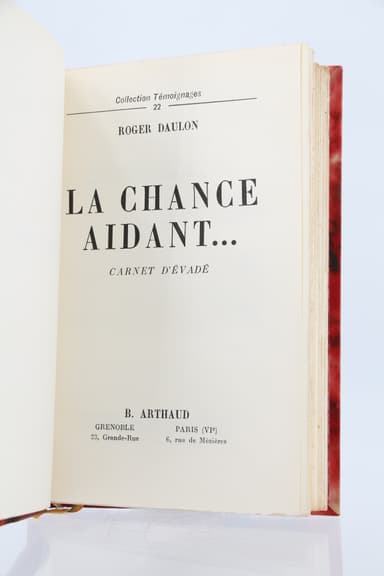 Collection Témoignages
22
ROGER DAULON
LA CHANCE
AIDANT...
CARNET D'ÉVADÉ
B. ARTHAUD
GRENOBLE PARIS (VIᵉ)
23, Grande-Rue 6, rue de Mézières